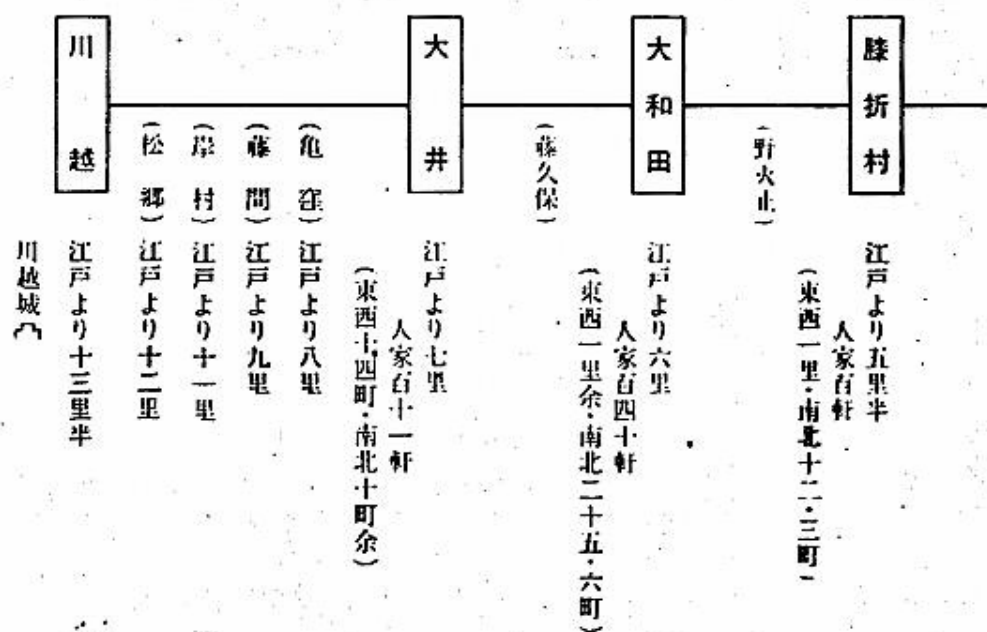 膝折村
江戸より五里半
人家百軒
(東西一里・南北十二・三町)
(野火止)
大和田
江戸より六里
人家百四十軒
(東西一里余・南北二十五・六町)
(藤久保)
大井
江戸より七里
人家百十一軒
(東西十四町・南北十町余)
(亀窪)江戸より八里
(藤間)江戸より九里
(岸村)江戸より十一里
(松郷)江戸より十二里
川越
江戸より十三里半
川越城凸